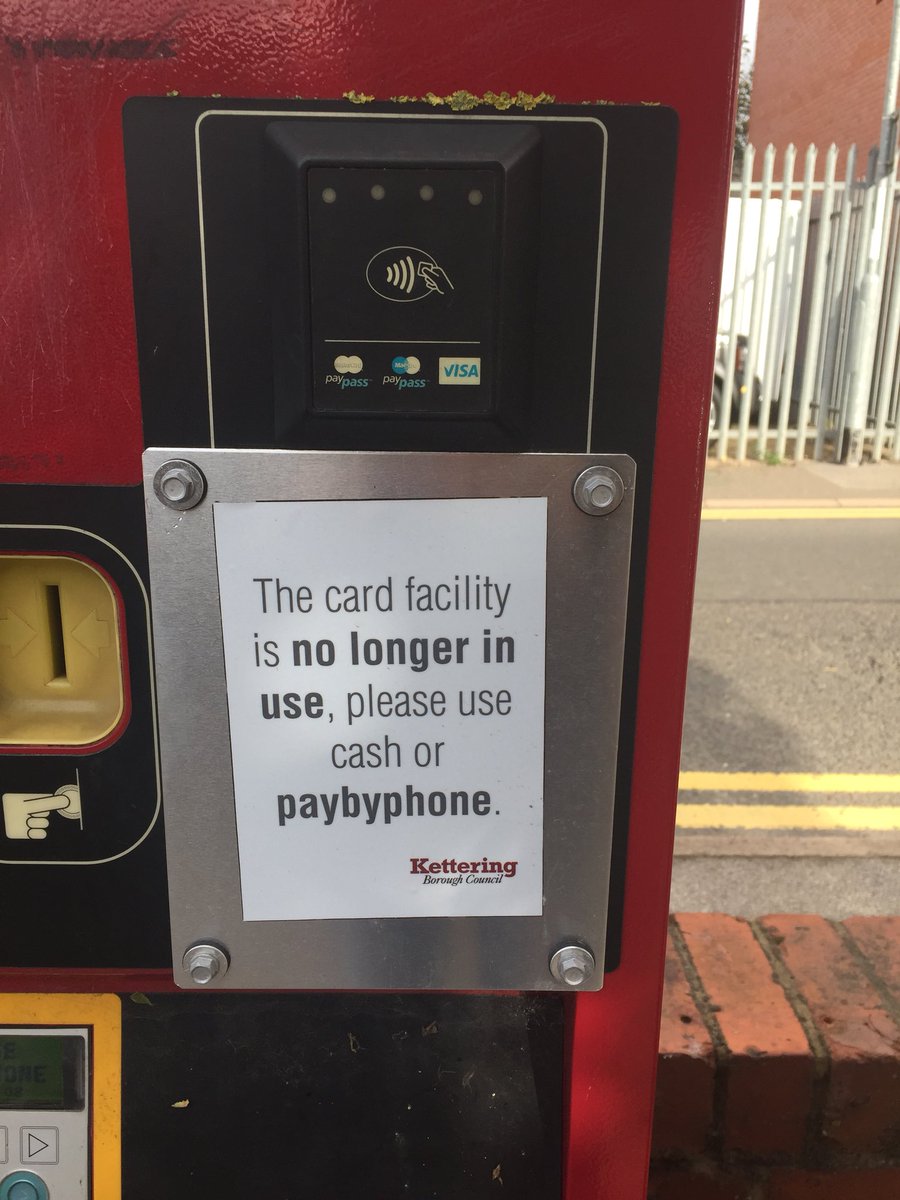 paypass
paypass
VISA
The card facility
is no longer in
use, please use
cash or
paybyphone.
Kettering
Borough Council